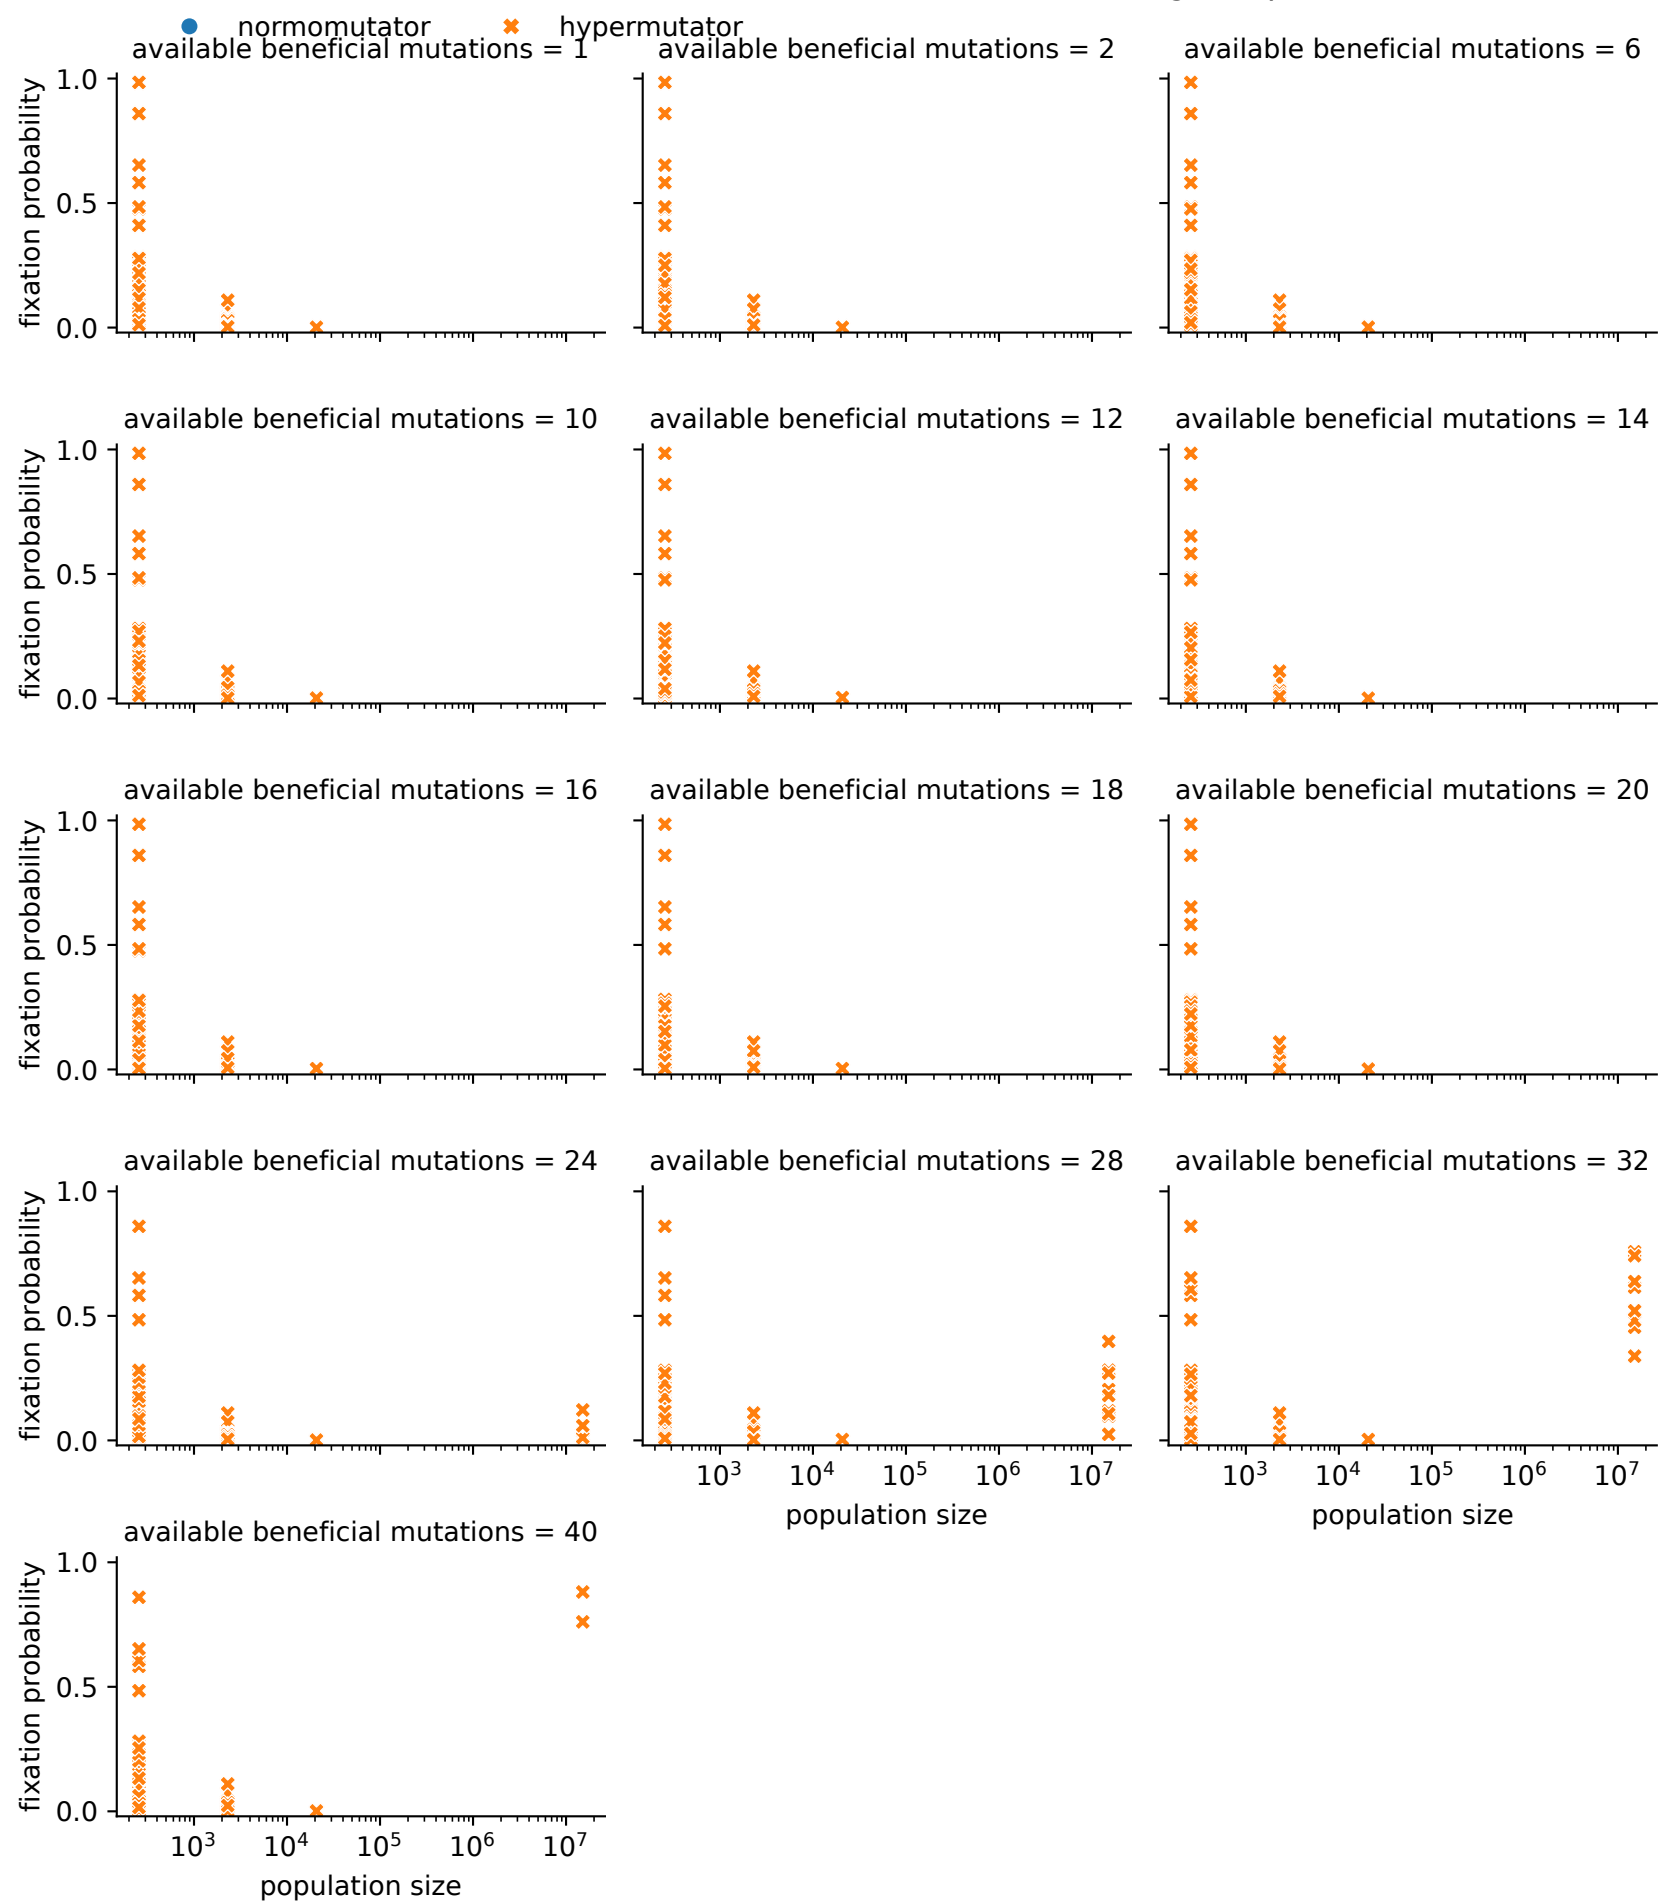 normomutator hypermutator
available beneficial mutations = 1 available beneficial mutations = 2 available beneficial mutations = 6
fixation probability
1.0
0.5
0.0
available beneficial mutations = 10 available beneficial mutations = 12 available beneficial mutations = 14
fixation probability
1.0
0.5
0.0
available beneficial mutations = 16 available beneficial mutations = 18 available beneficial mutations = 20
fixation probability
1.0
0.5
0.0
available beneficial mutations = 24 available beneficial mutations = 28 available beneficial mutations = 32
fixation probability
1.0
0.5
0.0
10³ 10⁴ 10⁵ 10⁶ 10⁷ 10³ 10⁴ 10⁵ 10⁶ 10⁷
population size population size
available beneficial mutations = 40
fixation probability
1.0
0.5
0.0
10³ 10⁴ 10⁵ 10⁶ 10⁷
population size